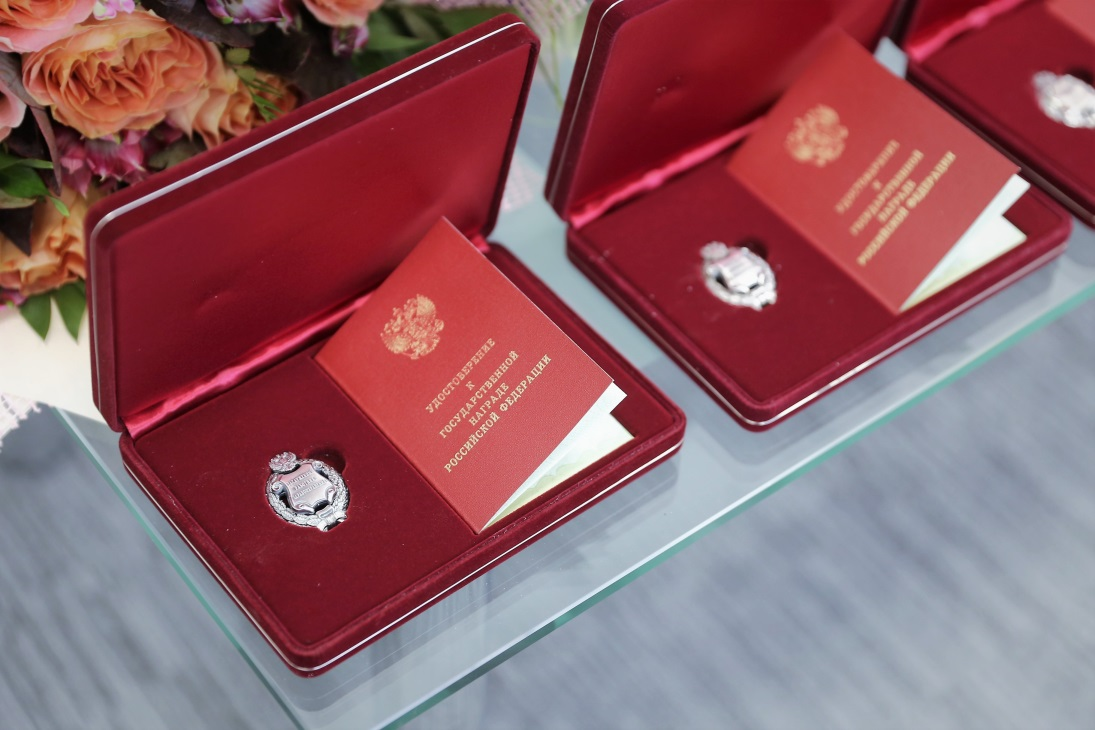 УДОСТОВЕРЕНИЕ
К
ГОСУДАРСТВЕННОЙ
НАГРАДЕ
РОССИЙСКОЙ ФЕДЕРАЦИИ
УДОСТОВЕРЕНИЕ
К
ГОСУДАРСТВЕННОЙ
НАГРАДЕ
РОССИЙСКОЙ ФЕДЕРАЦИИ